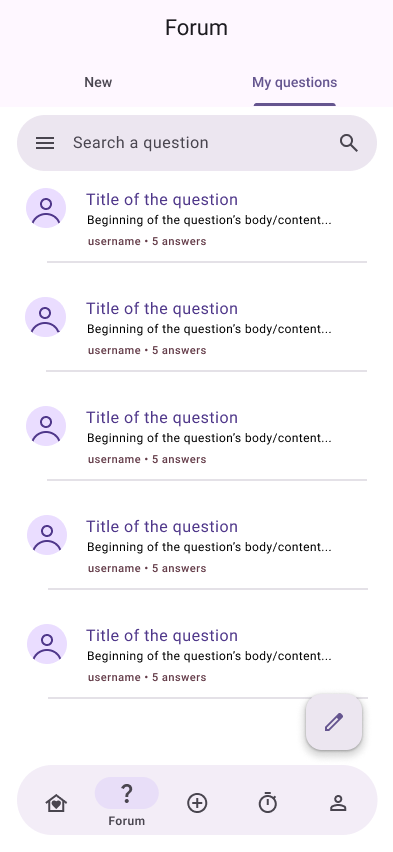 Forum
New
My questions
Search a question
Title of the question
Beginning of the question's body/content...
username • 5 answers
Title of the question
Beginning of the question's body/content...
username • 5 answers
Title of the question
Beginning of the question's body/content...
username • 5 answers
Title of the question
Beginning of the question's body/content...
username • 5 answers
Title of the question
Beginning of the question's body/content...
username • 5 answers
?
Forum